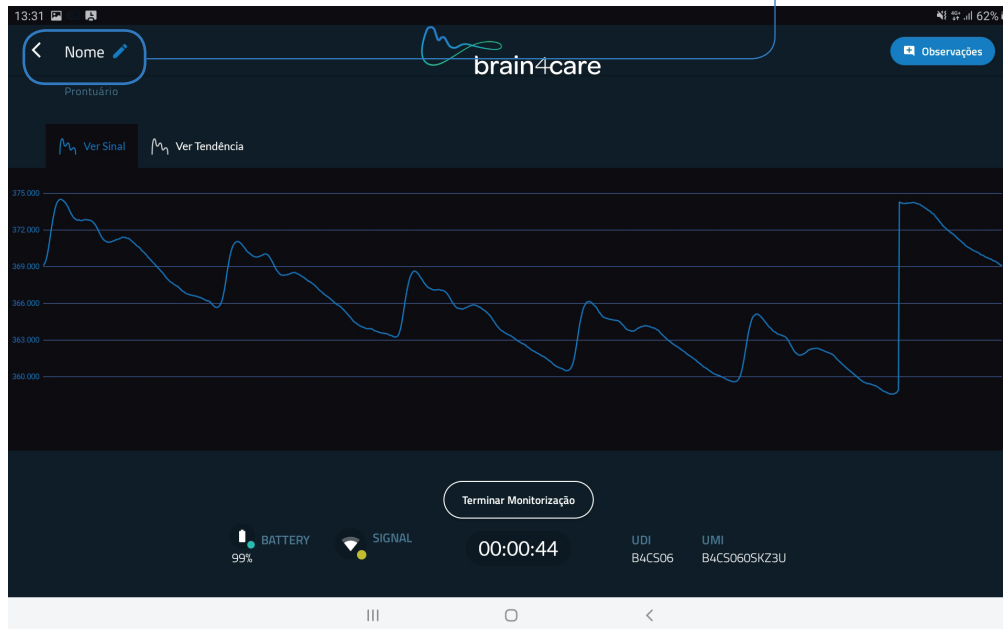 13:31
62%
Nome
brain4care
Observações
Prontuário
Ver Sinal
Ver Tendência
375.000
372.000
369.000
366.000
363.000
360.000
Terminar Monitorização
BATTERY
99%
SIGNAL
00:00:44
UDI
B4CS06
UMI
B4CS060SKZ3U